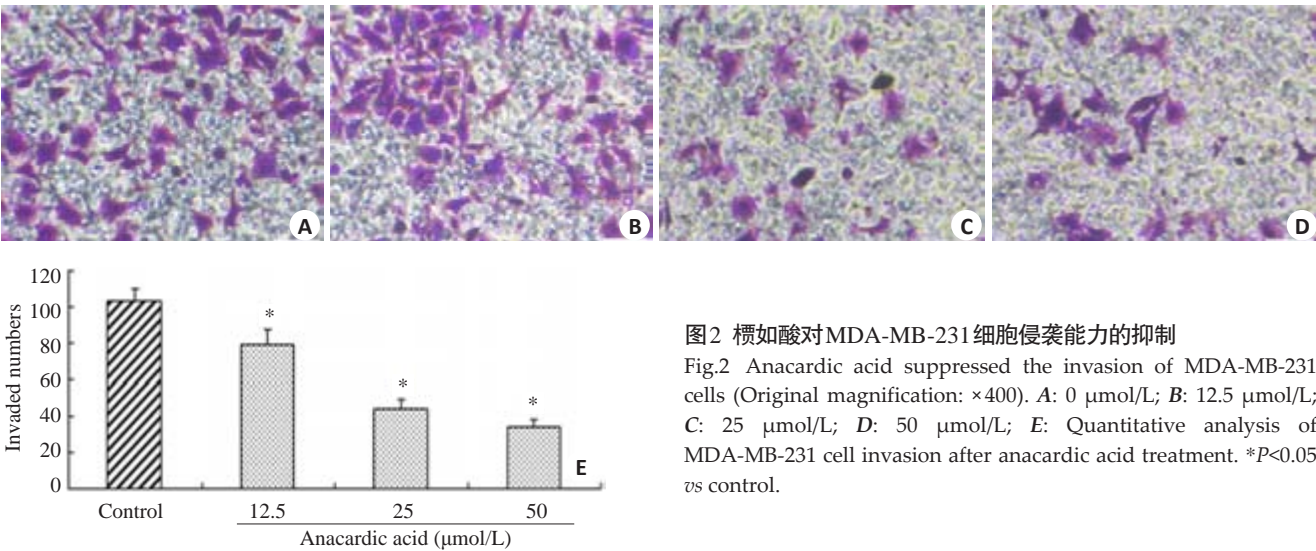 A
B
C
D
120
100
80
60
40
20
0
Invaded numbers
*
*
*
E
Control
12.5
25
50
Anacardic acid (μmol/L)
图2 槚如酸对MDA-MB-231细胞侵袭能力的抑制
Fig.2 Anacardic acid suppressed the invasion of MDA-MB-231
cells (Original magnification: ×400). A: 0 μmol/L; B: 12.5 μmol/L;
C: 25 μmol/L; D: 50 μmol/L; E: Quantitative analysis of
MDA-MB-231 cell invasion after anacardic acid treatment. *P<0.05
vs control.